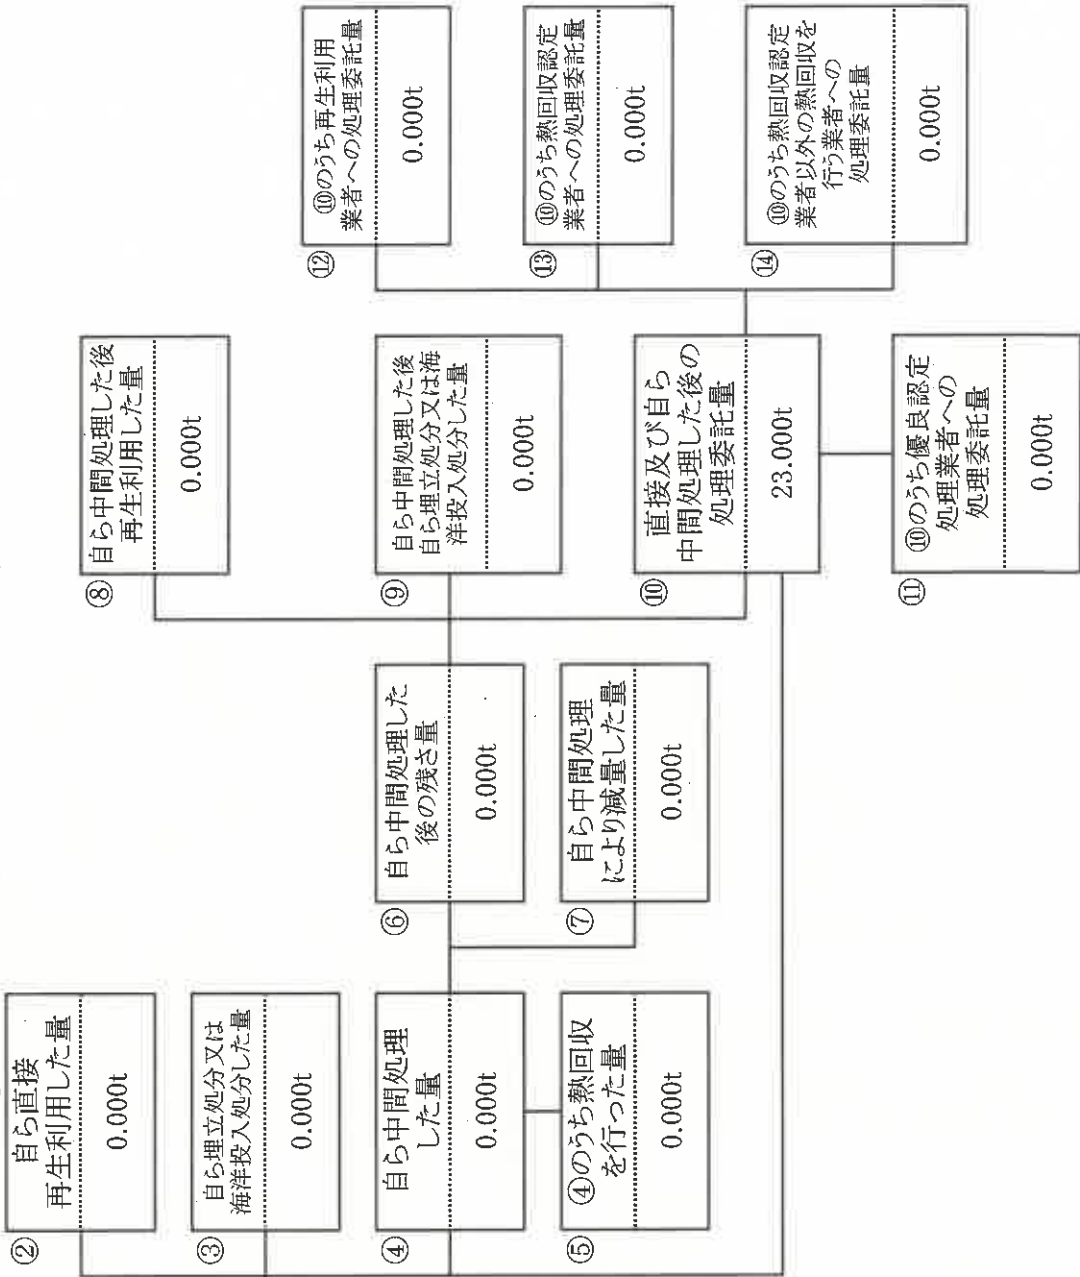 ②
自ら直接
再生利用した量
0.000t
③
自ら埋立処分又は
海洋投入処分した量
0.000t
④
自ら中間処理
した量
0.000t
⑤
④のうち熱回収
を行った量
0.000t
⑥
自ら中間処理した
後の残さ量
0.000t
⑦
自ら中間処理
により減量した量
0.000t
⑧
自ら中間処理した後
再生利用した量
0.000t
⑨
自ら中間処理した後
自ら埋立処分又は海
洋投入処分した量
0.000t
⑩
直接及び自ら
中間処理した後の
処理委託量
23.000t
⑪
⑩のうち優良認定
処理業者への
処理委託量
0.000t
⑫
⑩のうち再生利用
業者への処理委託量
0.000t
⑬
⑩のうち熱回収認定
業者への処理委託量
0.000t
⑭
⑩のうち熱回収認定
業者以外の熱回収を
行う業者への
処理委託量
0.000t